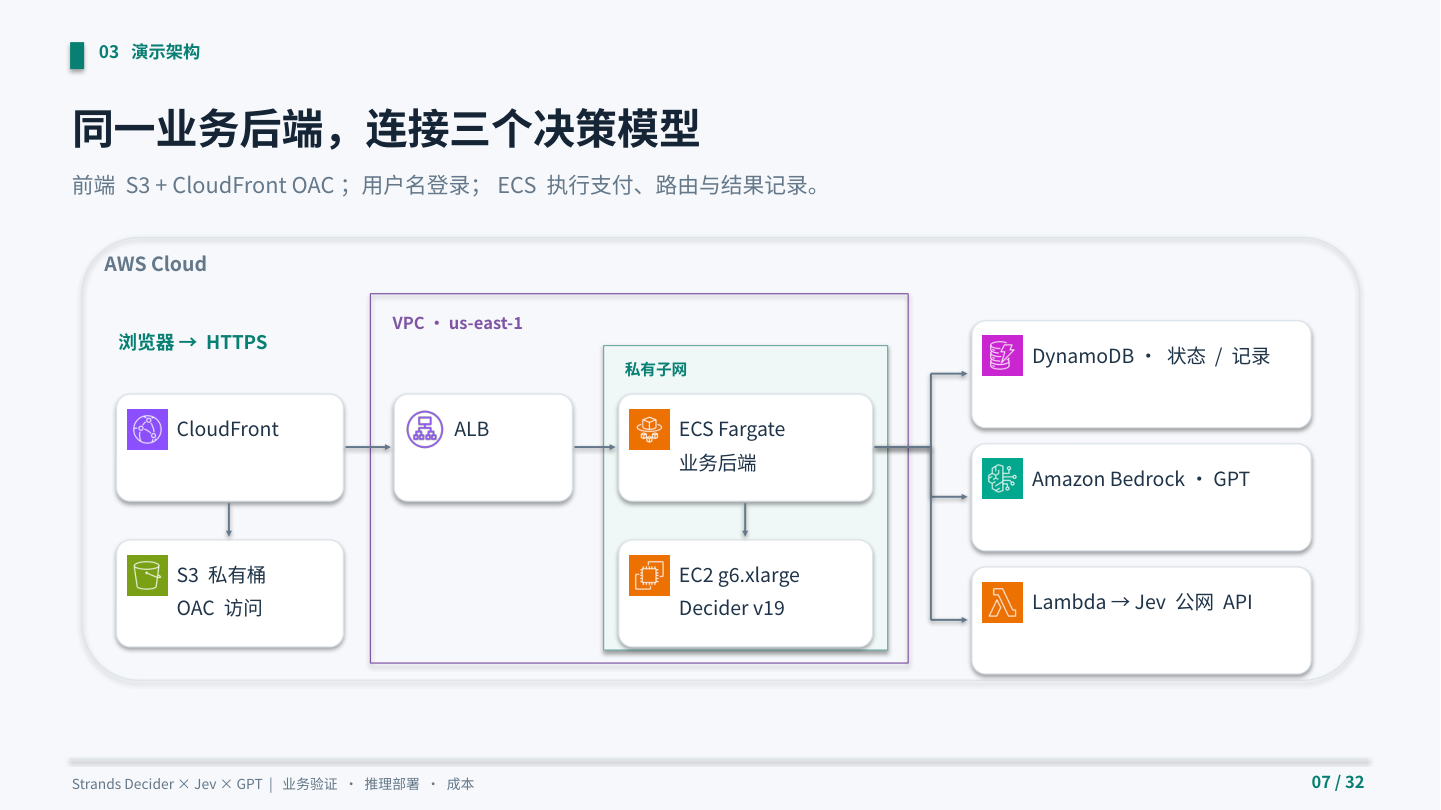 03 演示架构
同一业务后端，连接三个决策模型
前端 S3 + CloudFront OAC； 用户名登录； ECS 执行支付、路由与结果记录。
AWS Cloud
浏览器 → HTTPS
VPC · us-east-1
私有子网
CloudFront
ALB
ECS Fargate
业务后端
S3 私有桶
OAC 访问
EC2 g6.xlarge
Decider v19
DynamoDB · 状态 / 记录
Amazon Bedrock · GPT
Lambda → Jev 公网 API
Strands Decider × Jev × GPT | 业务验证 · 推理部署 · 成本
07 / 32